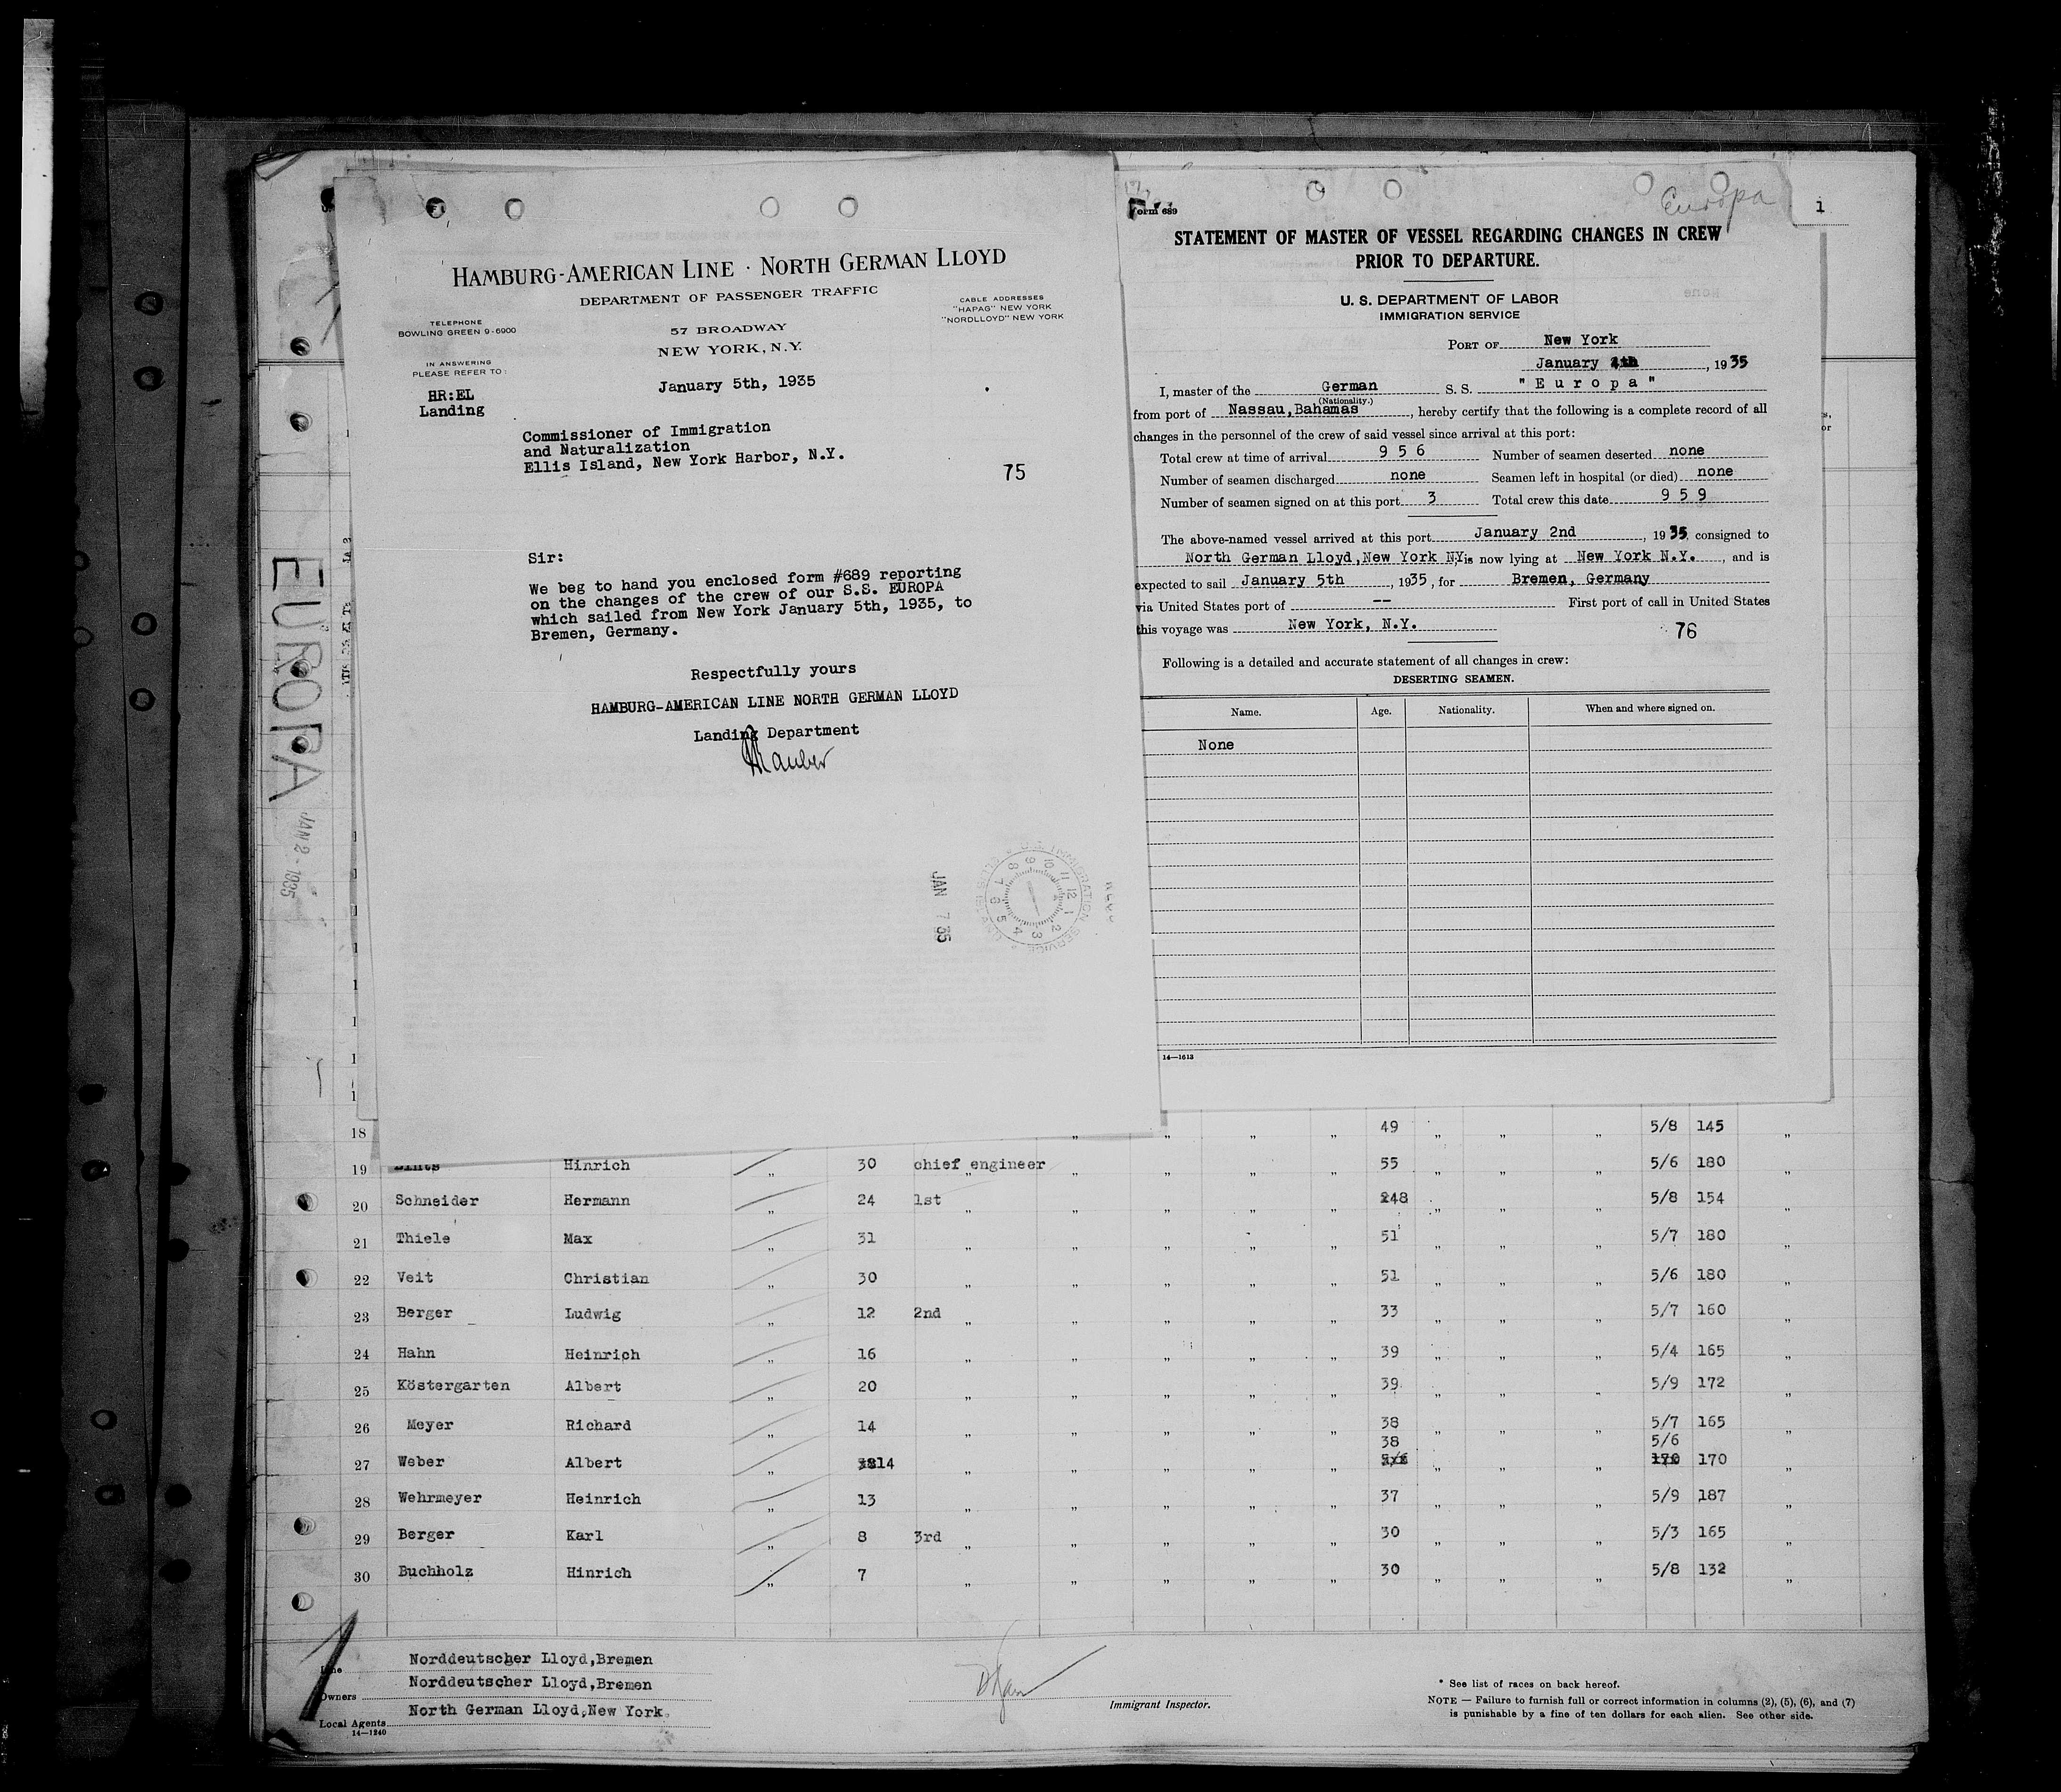 HAMBURG-AMERICAN LINE · NORTH GERMAN LLOYD
DEPARTMENT OF PASSENGER TRAFFIC
TELEPHONE
BOWLING GREEN 9-6900
57 BROADWAY
NEW YORK, N.Y.
CABLE ADDRESSES
"HAPAG" NEW YORK
"NORDLLOYD" NEW YORK
IN ANSWERING
PLEASE REFER TO:
HR:EL
Landing
January 5th, 1935
Commissioner of Immigration
and Naturalization
Ellis Island, New York Harbor, N.Y.
75
Sir:
We beg to hand you enclosed form #689 reporting
on the changes of the crew of our S.S. EUROPA
which sailed from New York January 5th, 1935, to
Bremen, Germany.
Respectfully yours
HAMBURG-AMERICAN LINE NORTH GERMAN LLOYD
Landing Department
JAN 7 35
EUROPA
JAN 2 - 1935
Form 689
Europa
1
STATEMENT OF MASTER OF VESSEL REGARDING CHANGES IN CREW
PRIOR TO DEPARTURE.
U. S. DEPARTMENT OF LABOR
IMMIGRATION SERVICE
PORT OF New York
January 4th, 1935
I, master of the German S. S. "Europa"
(Nationality.)
from port of Nassau,Bahamas, hereby certify that the following is a complete record of all
changes in the personnel of the crew of said vessel since arrival at this port:
Total crew at time of arrival 956 Number of seamen deserted none
Number of seamen discharged none Seamen left in hospital (or died) none
Number of seamen signed on at this port 3 Total crew this date 959
The above-named vessel arrived at this port January 2nd, 1935, consigned to
North German Lloyd,New York NY is now lying at New York N.Y., and is
expected to sail January 5th, 1935, for Bremen, Germany
via United States port of -- First port of call in United States
this voyage was New York, N.Y.
76
Following is a detailed and accurate statement of all changes in crew:
DESERTING SEAMEN.
Name. Age. Nationality. When and where signed on.
None
14—1613
18 " " " " 49 " " " 5/8 145 "
19 Hinrich " 30 chief engineer " " " " " 55 " " " 5/6 180 "
20 Schneider Hermann " 24 1st " " " " " 248 " " " 5/8 154 "
21 Thiele Max " 31 " " " " " 51 " " " 5/7 180 "
22 Veit Christian " 30 " " " " " 51 " " " 5/6 180 "
23 Berger Ludwig " 12 2nd " " " " " 33 " " " 5/7 160 "
24 Hahn Heinrich " 16 " " " " " 39 " " " 5/4 165 "
25 Köstergarten Albert " 20 " " " " " 39 " " " 5/9 172 "
26 Meyer Richard " 14 " " " " " 38 " " " 5/7 165 "
38 5/6
27 Weber Albert " 14 " " " " " " " " 170 170 "
28 Wehrmeyer Heinrich " 13 " " " " " 37 " " " 5/9 187 "
29 Berger Karl " 8 3rd " " " " " 30 " " " 5/3 165 "
30 Buchholz Hinrich " 7 " " " " " 30 " " " 5/8 132 "
Line Norddeutscher Lloyd,Bremen
Owners Norddeutscher Lloyd,Bremen
Local Agents North German Lloyd,New York
14—1240
Immigrant Inspector.
* See list of races on back hereof.
NOTE — Failure to furnish full or correct information in columns (2), (5), (6), and (7)
is punishable by a fine of ten dollars for each alien. See other side.